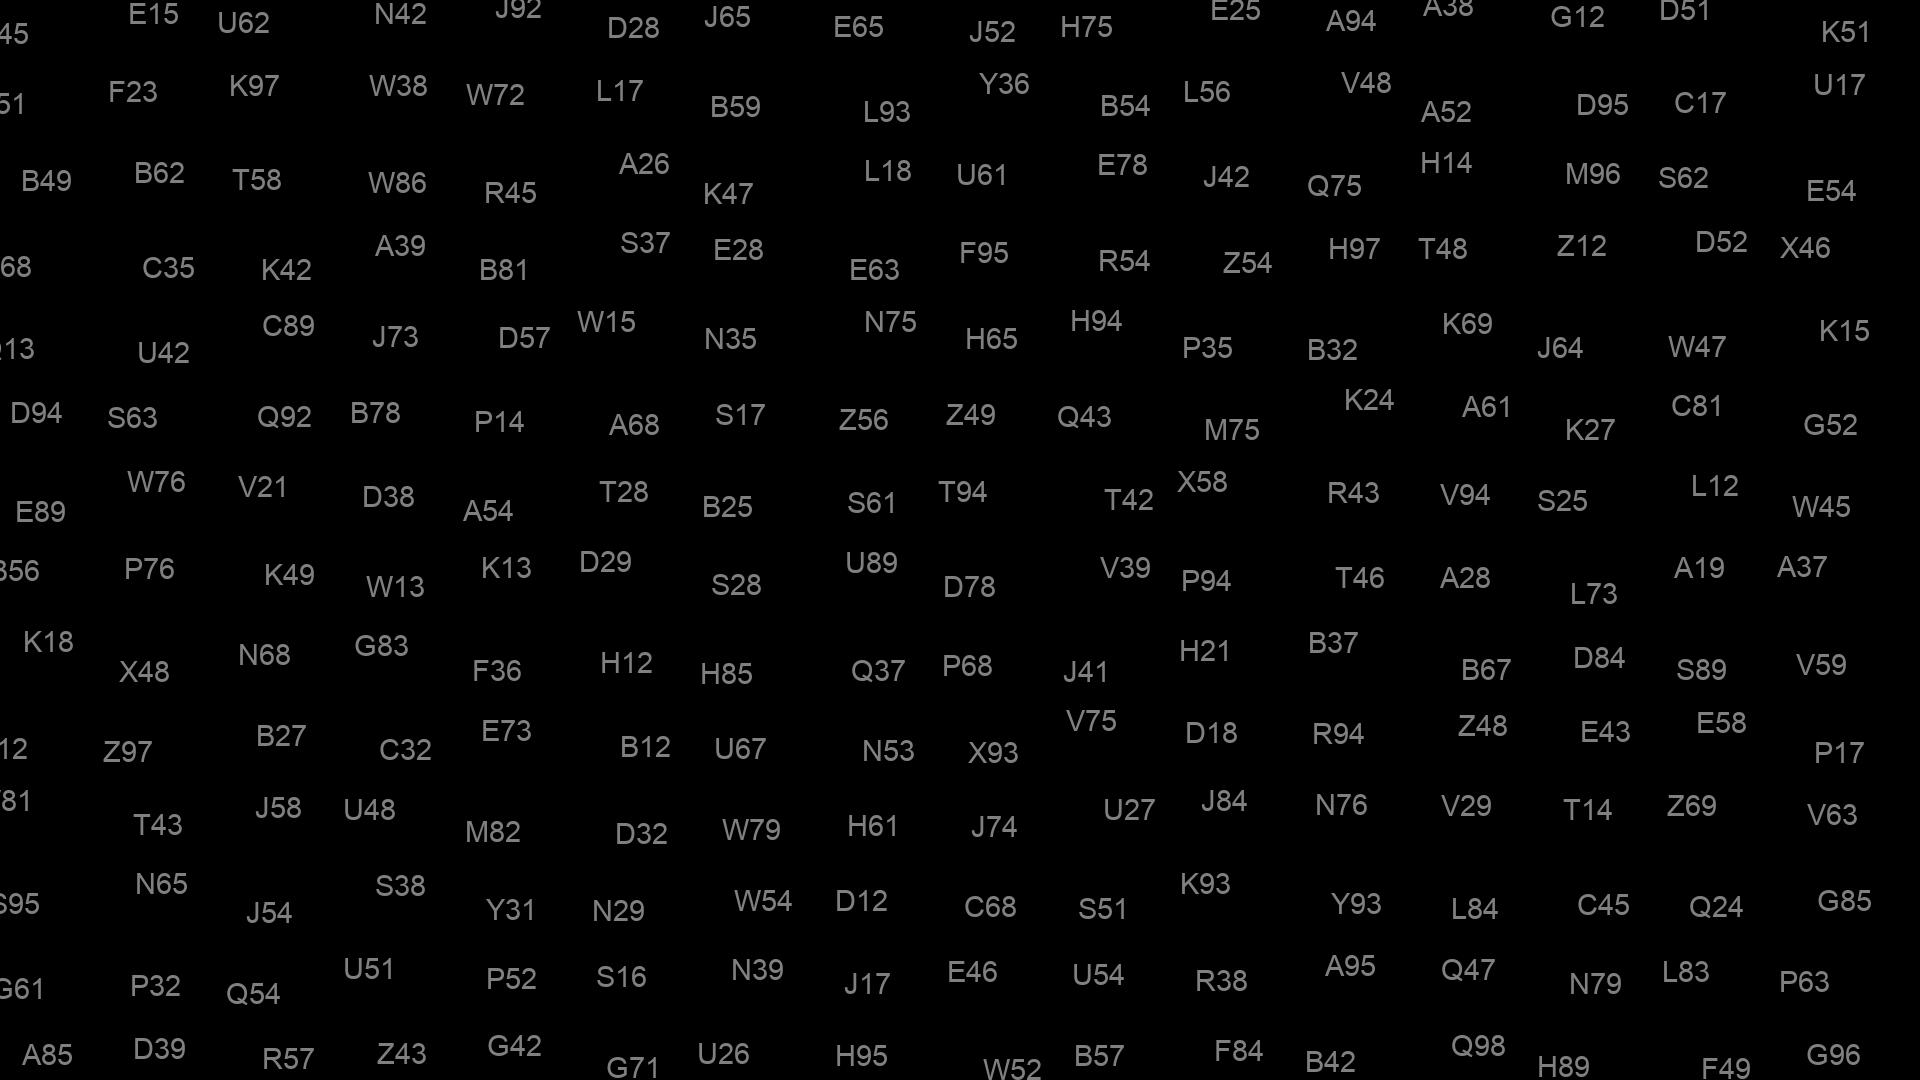 45 E15 U62 N42 J92 D28 J65 E65 J52 H75 E25 A94 A38 G12 D51 K51
51 F23 K97 W38 W72 L17 B59 L93 Y36 B54 L56 V48 A52 D95 C17 U17
B49 B62 T58 W86 R45 A26 K47 L18 U61 E78 J42 Q75 H14 M96 S62 E54
68 C35 K42 A39 B81 S37 E28 E63 F95 R54 Z54 H97 T48 Z12 D52 X46
13 U42 C89 J73 D57 W15 N35 N75 H65 H94 P35 B32 K69 J64 W47 K15
D94 S63 Q92 B78 P14 A68 S17 Z56 Z49 Q43 M75 K24 A61 K27 C81 G52
E89 W76 V21 D38 A54 T28 B25 S61 T94 T42 X58 R43 V94 S25 L12 W45
56 P76 K49 W13 K13 D29 S28 U89 D78 V39 P94 T46 A28 L73 A19 A37
K18 X48 N68 G83 F36 H12 H85 Q37 P68 J41 H21 B37 B67 D84 S89 V59
12 Z97 B27 C32 E73 B12 U67 N53 X93 V75 D18 R94 Z48 E43 E58 P17
81 T43 J58 U48 M82 D32 W79 H61 J74 U27 J84 N76 V29 T14 Z69 V63
S95 N65 J54 S38 Y31 N29 W54 D12 C68 S51 K93 Y93 L84 C45 Q24 G85
G61 P32 Q54 U51 P52 S16 N39 J17 E46 U54 R38 A95 Q47 N79 L83 P63
A85 D39 R57 Z43 G42 G71 U26 H95 W52 B57 F84 B42 Q98 H89 F49 G96